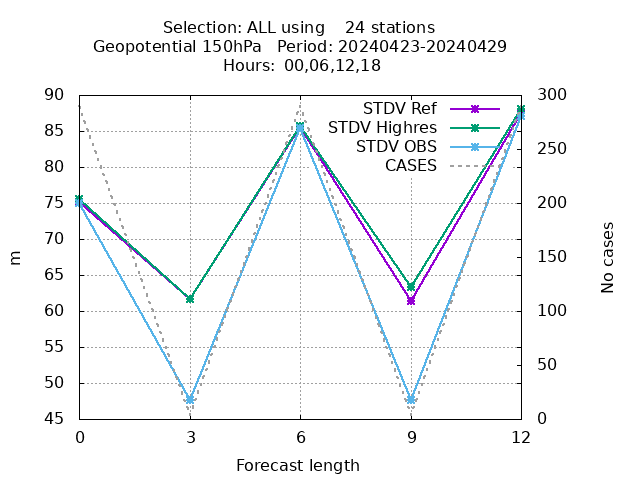 Selection: ALL using    24 stations
Geopotential 150hPa   Period: 20240423-20240429
Hours: 00,06,12,18
90
85
80
75
70
65
60
55
50
45
m
STDV Ref
STDV Highres
STDV OBS
CASES
300
250
200
150
100
50
0
No cases
0 3 6 9 12
Forecast length